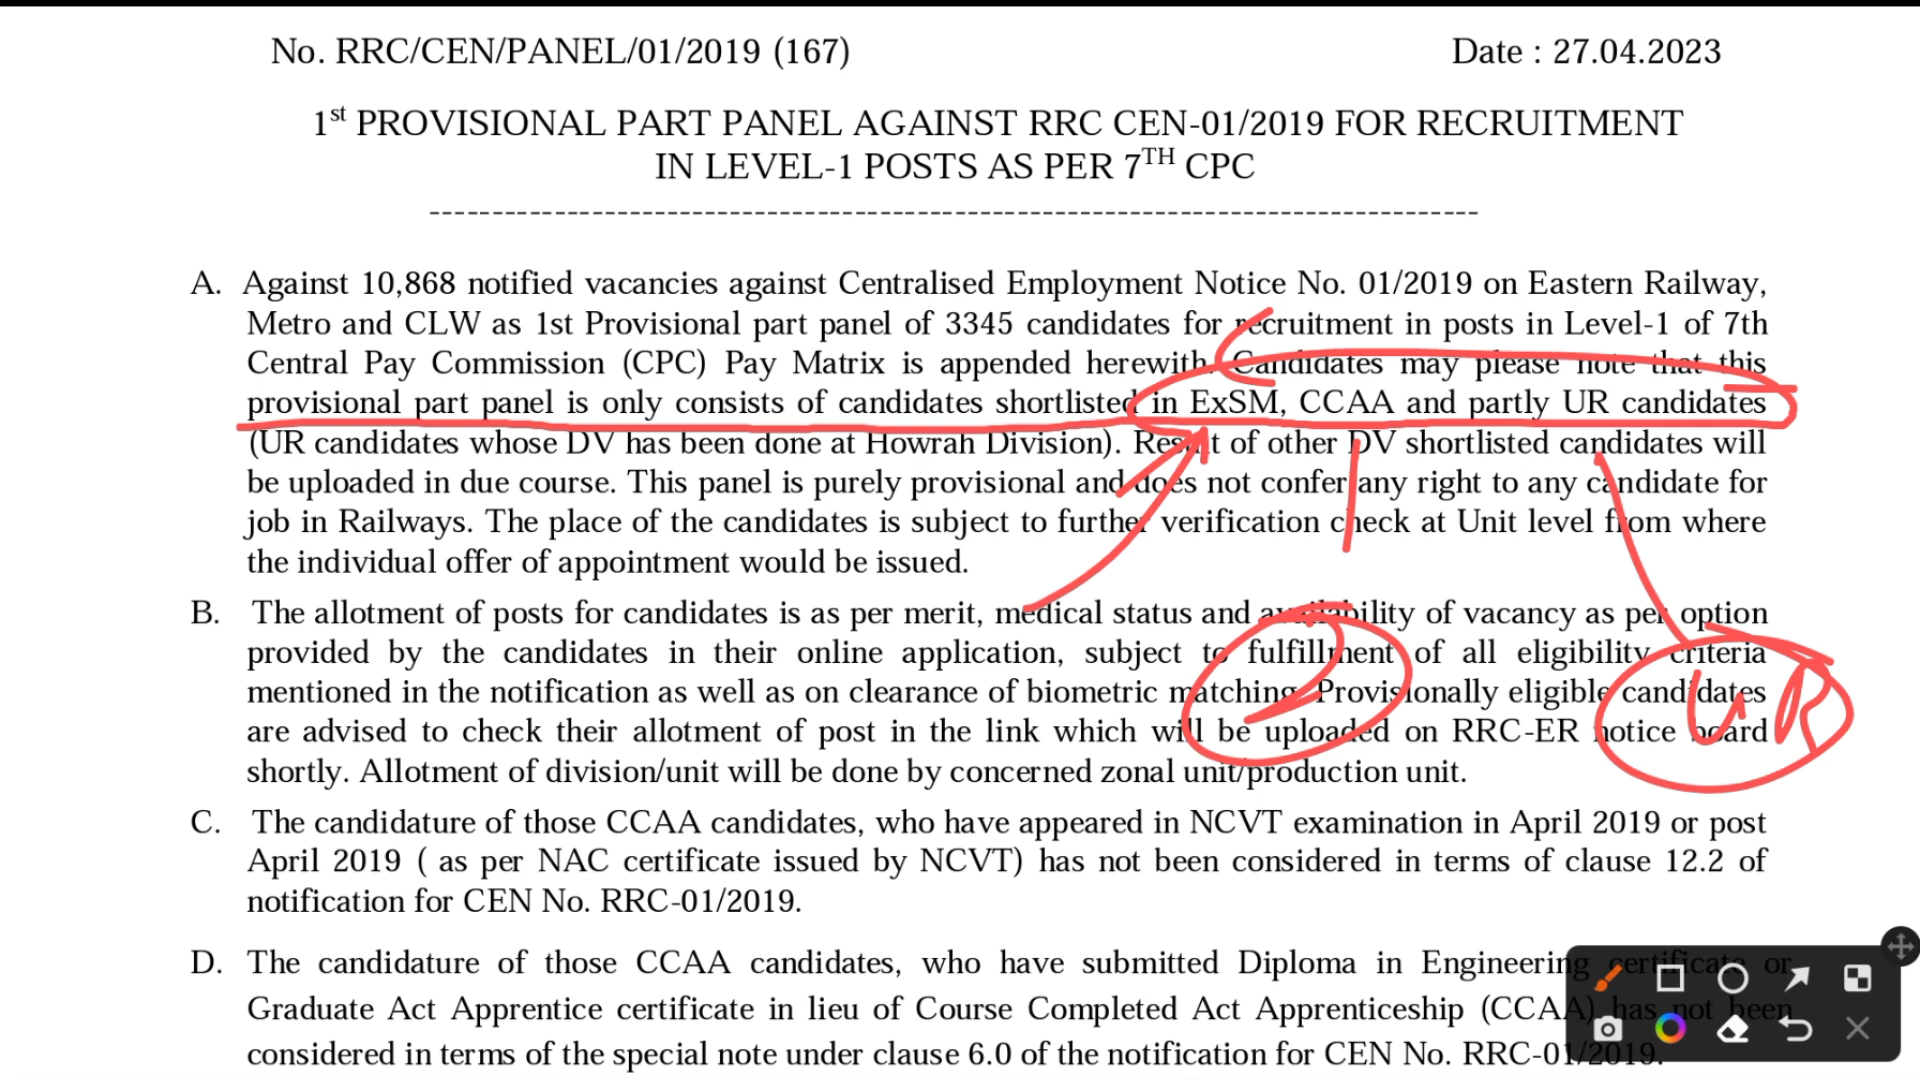 No. RRC/CEN/PANEL/01/2019 (167) Date : 27.04.2023
1st PROVISIONAL PART PANEL AGAINST RRC CEN-01/2019 FOR RECRUITMENT
IN LEVEL-1 POSTS AS PER 7TH CPC
A. Against 10,868 notified vacancies against Centralised Employment Notice No. 01/2019 on Eastern Railway,
Metro and CLW as 1st Provisional part panel of 3345 candidates for recruitment in posts in Level-1 of 7th
Central Pay Commission (CPC) Pay Matrix is appended herewith. Candidates may please note that this
provisional part panel is only consists of candidates shortlisted in ExSM, CCAA and partly UR candidates
(UR candidates whose DV has been done at Howrah Division). Result of other DV shortlisted candidates will
be uploaded in due course. This panel is purely provisional and does not confer any right to any candidate for
job in Railways. The place of the candidates is subject to further verification check at Unit level from where
the individual offer of appointment would be issued.
B. The allotment of posts for candidates is as per merit, medical status and availability of vacancy as per option
provided by the candidates in their online application, subject to fulfillment of all eligibility criteria
mentioned in the notification as well as on clearance of biometric matching. Provisionally eligible candidates
are advised to check their allotment of post in the link which will be uploaded on RRC-ER notice board
shortly. Allotment of division/unit will be done by concerned zonal unit/production unit.
2
UR
C. The candidature of those CCAA candidates, who have appeared in NCVT examination in April 2019 or post
April 2019 ( as per NAC certificate issued by NCVT) has not been considered in terms of clause 12.2 of
notification for CEN No. RRC-01/2019.
D. The candidature of those CCAA candidates, who have submitted Diploma in Engineering certificate or
Graduate Act Apprentice certificate in lieu of Course Completed Act Apprenticeship (CCAA) has not been
considered in terms of the special note under clause 6.0 of the notification for CEN No. RRC-01/2019.